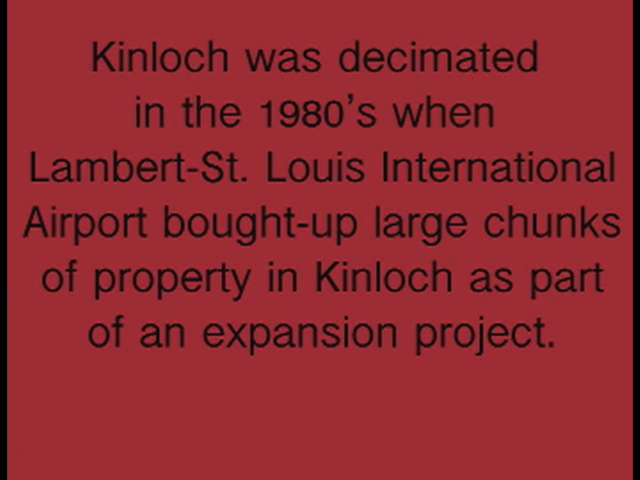 Kinloch was decimated
in the 1980's when
Lambert-St. Louis International
Airport bought-up large chunks
of property in Kinloch as part
of an expansion project.